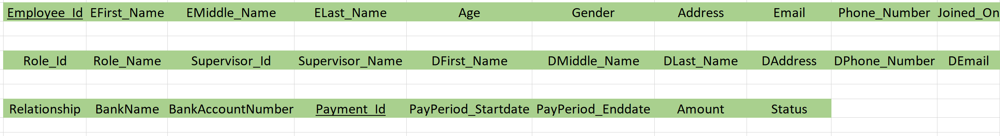 Employee_Id EFirst_Name EMiddle_Name ELast_Name Age Gender Address Email Phone_Number Joined_On
Role_Id Role_Name Supervisor_Id Supervisor_Name DFirst_Name DMiddle_Name DLast_Name DAddress DPhone_Number DEmail
Relationship BankName BankAccountNumber Payment_Id PayPeriod_Startdate PayPeriod_Enddate Amount Status